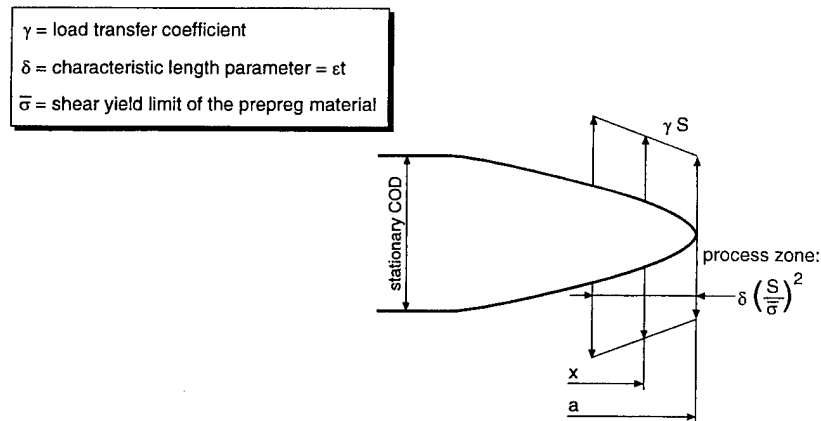 γ = load transfer coefficient
δ = characteristic length parameter = εt
σ̅ = shear yield limit of the prepreg material
γ S
stationary COD
process zone:
δ (S/σ̅)²
x
a